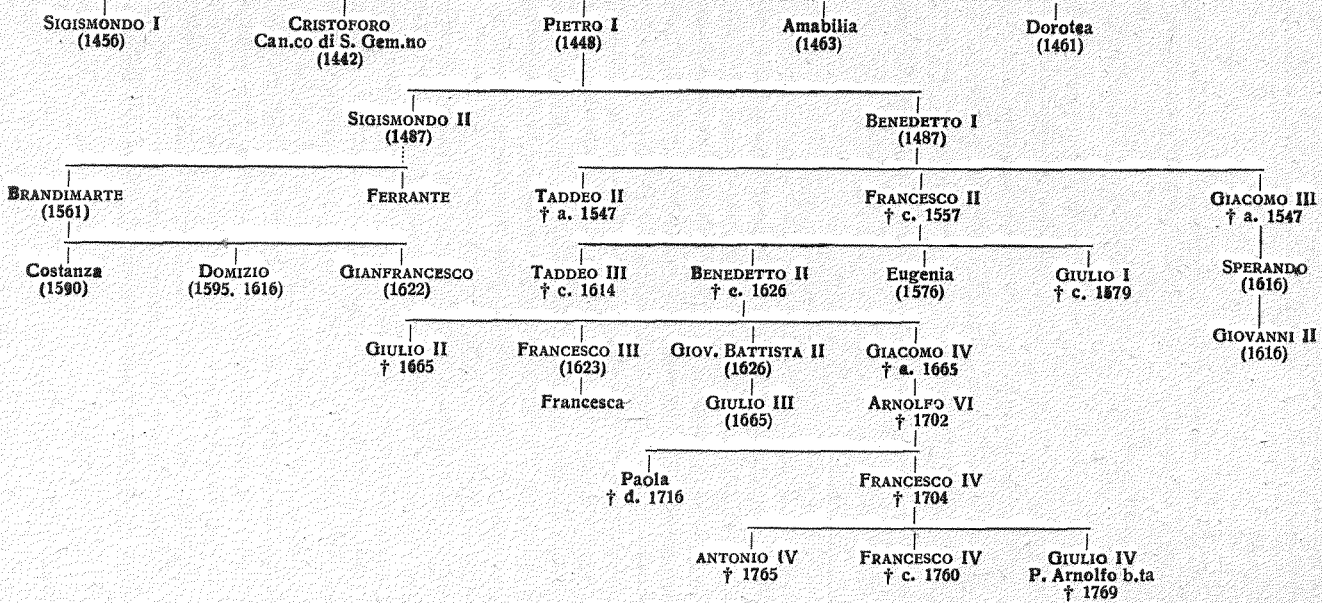 SIGISMONDO I
(1456)
CRISTOFORO
Can.co di S. Gem.no
(1442)
PIETRO I
(1448)
Amabilia
(1463)
Dorotea
(1461)
SIGISMONDO II
(1487)
BENEDETTO I
(1487)
BRANDIMARTE
(1561)
FERRANTE
TADDEO II
† a. 1547
FRANCESCO II
† c. 1557
GIACOMO III
† a. 1547
Costanza
(1590)
DOMIZIO
(1595. 1616)
GIANFRANCESCO
(1622)
TADDEO III
† c. 1614
BENEDETTO II
† c. 1626
Eugenia
(1576)
GIULIO I
† c. 1579
SPERANDO
(1616)
GIOVANNI II
(1616)
GIULIO II
† 1665
FRANCESCO III
(1623)
GIOV. BATTISTA II
(1626)
GIACOMO IV
† a. 1665
Francesca
GIULIO III
(1665)
ARNOLFO VI
† 1702
Paola
† d. 1716
FRANCESCO IV
† 1704
ANTONIO IV
† 1765
FRANCESCO IV
† c. 1760
GIULIO IV
P. Arnolfo b.ta
† 1769